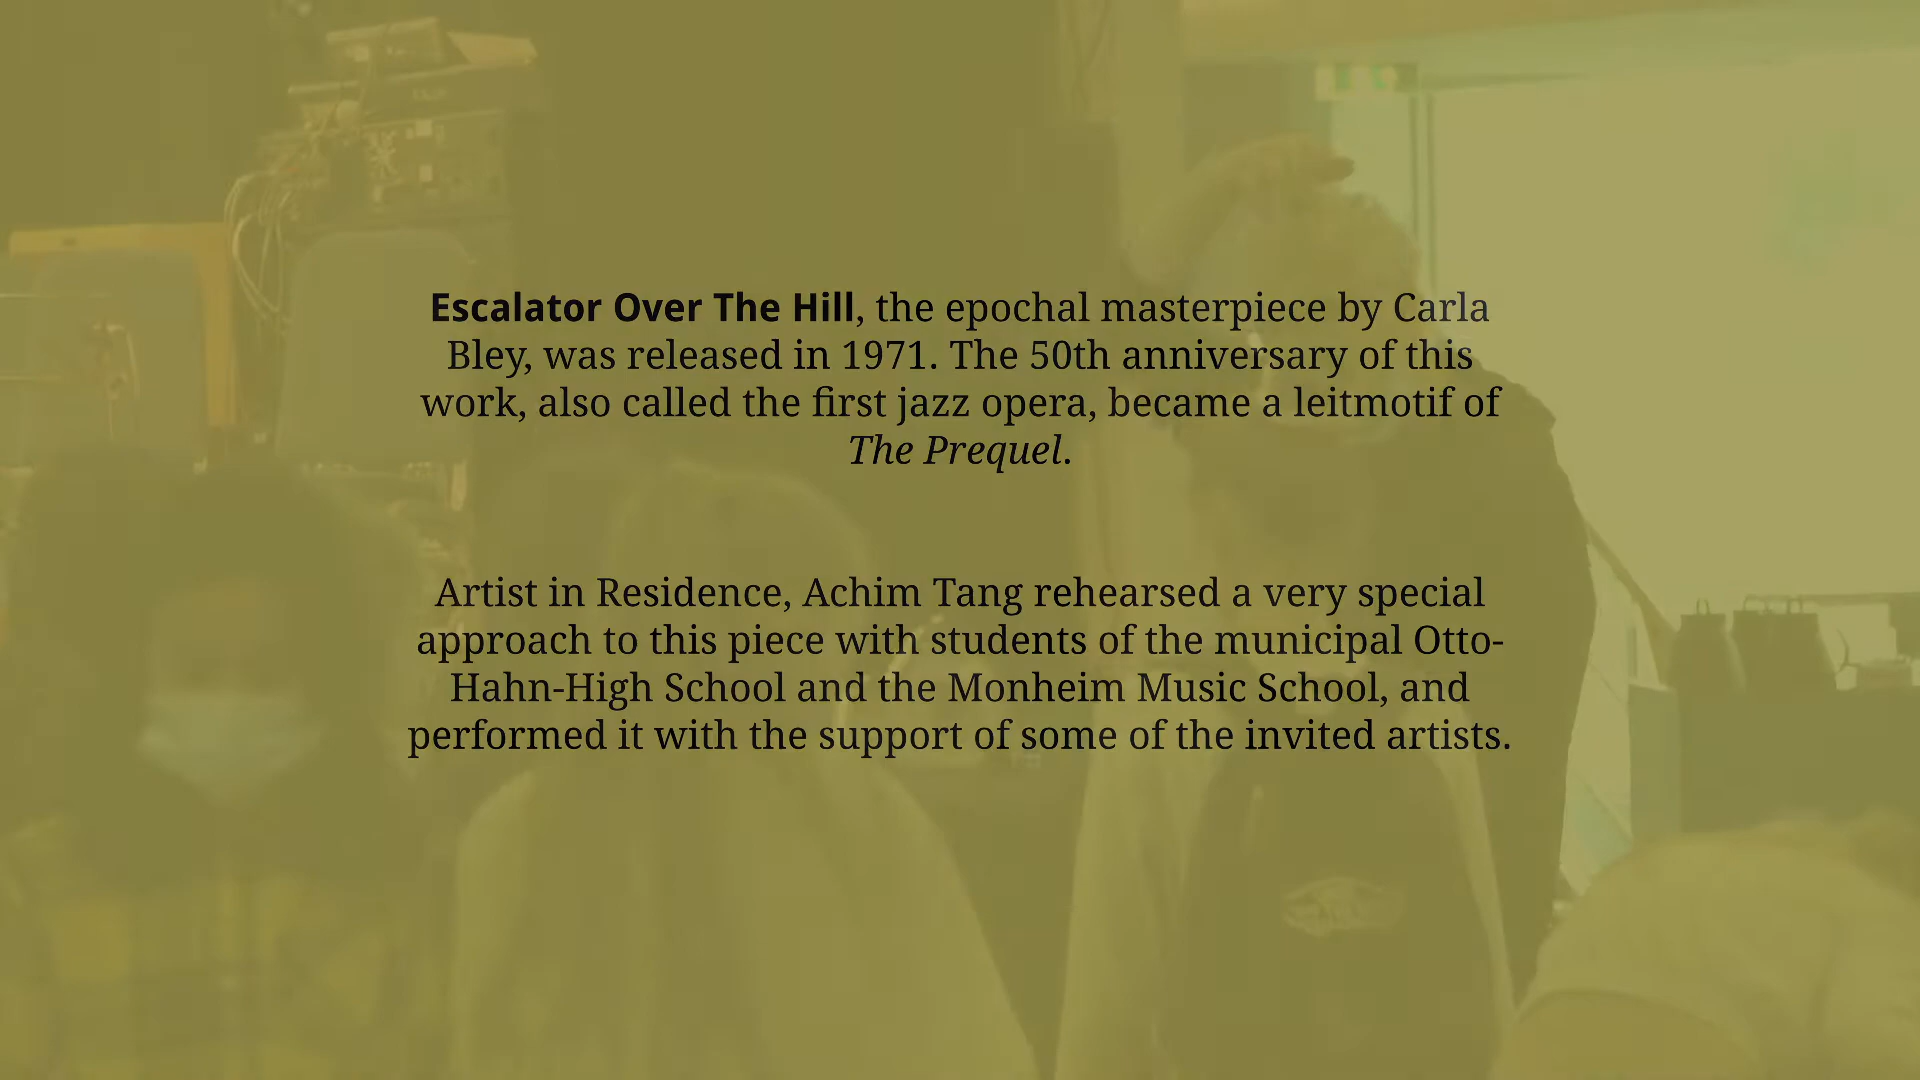 Escalator Over The Hill, the epochal masterpiece by Carla
Bley, was released in 1971. The 50th anniversary of this
work, also called the first jazz opera, became a leitmotif of
The Prequel.
Artist in Residence, Achim Tang rehearsed a very special
approach to this piece with students of the municipal Otto-
Hahn-High School and the Monheim Music School, and
performed it with the support of some of the invited artists.